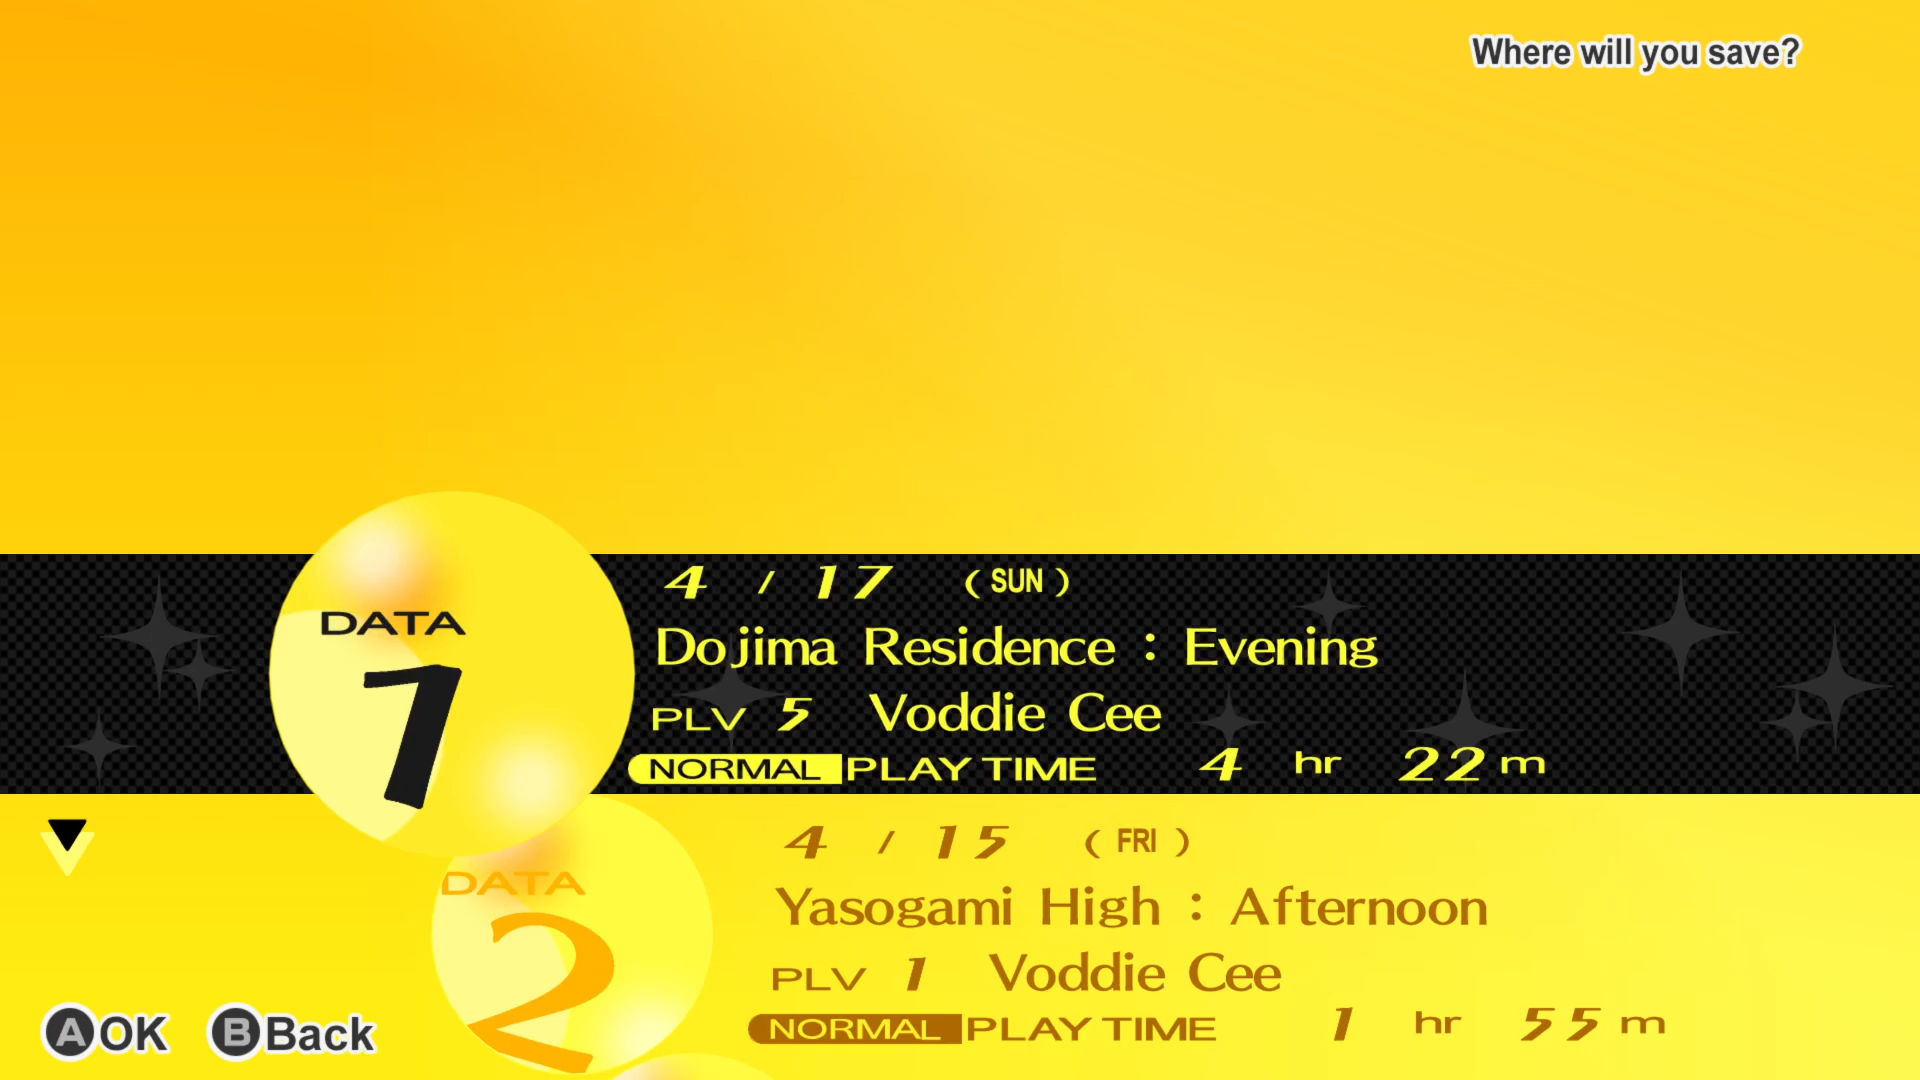 Where will you save?
DATA
1
4 / 17 (SUN)
Dojima Residence : Evening
PLV 5 Voddie Cee
NORMAL PLAY TIME 4 hr 22 m
DATA
2
4 / 15 (FRI)
Yasogami High : Afternoon
PLV 1 Voddie Cee
NORMAL PLAY TIME 1 hr 55 m
A OK B Back